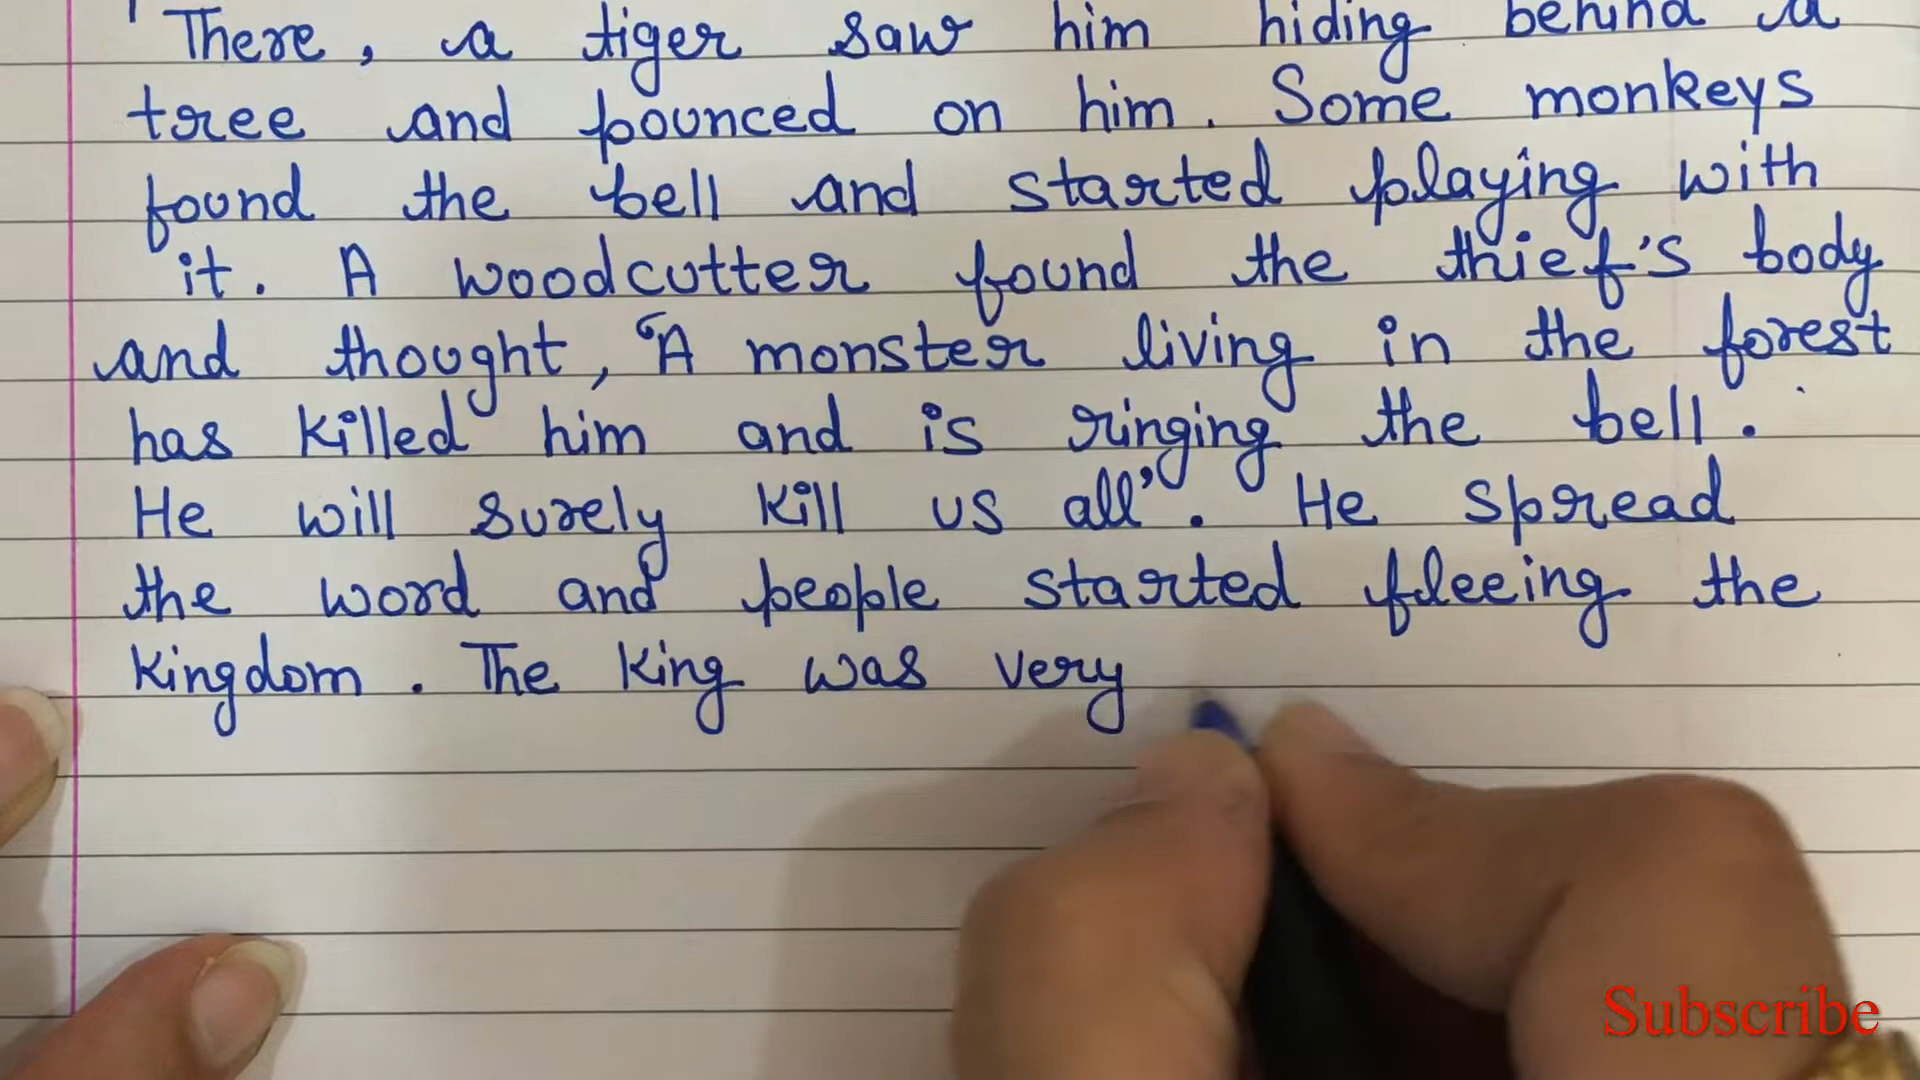 There, a tiger saw him hiding behind a
tree and pounced on him. Some monkeys
found the bell and started playing with
it. A woodcutter found the thief's body
and thought, “A monster living in the forest
has killed him and is ringing the bell.
He will surely kill us all”. He spread
the word and people started fleeing the
kingdom. The king was very
Subscribe